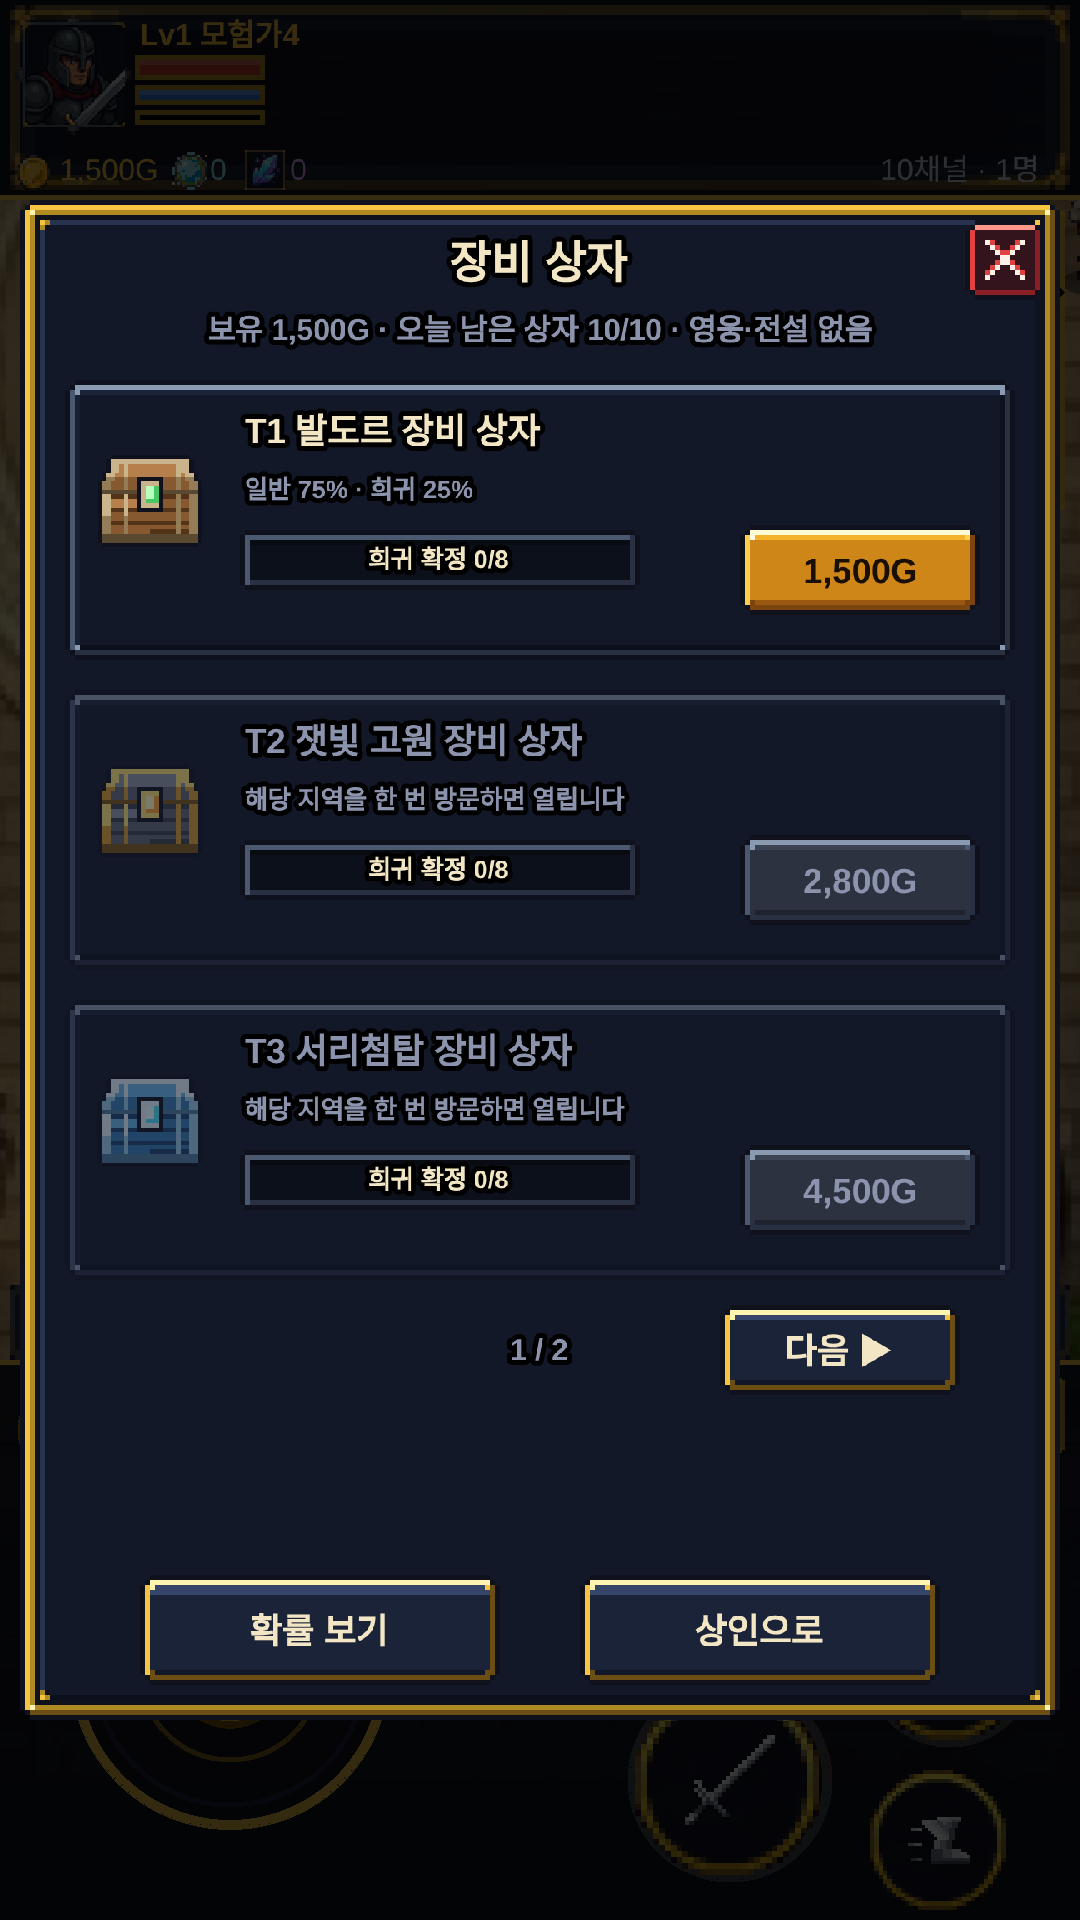 Lv1 모험가4
1,500G 0 0 10채널 · 1명
장비 상자
보유 1,500G · 오늘 남은 상자 10/10 · 영웅·전설 없음
T1 발도르 장비 상자
일반 75% · 희귀 25%
희귀 확정 0/8
1,500G
T2 잿빛 고원 장비 상자
해당 지역을 한 번 방문하면 열립니다
희귀 확정 0/8
2,800G
T3 서리첨탑 장비 상자
해당 지역을 한 번 방문하면 열립니다
희귀 확정 0/8
4,500G
1 / 2
다음 ▶
확률 보기
상인으로